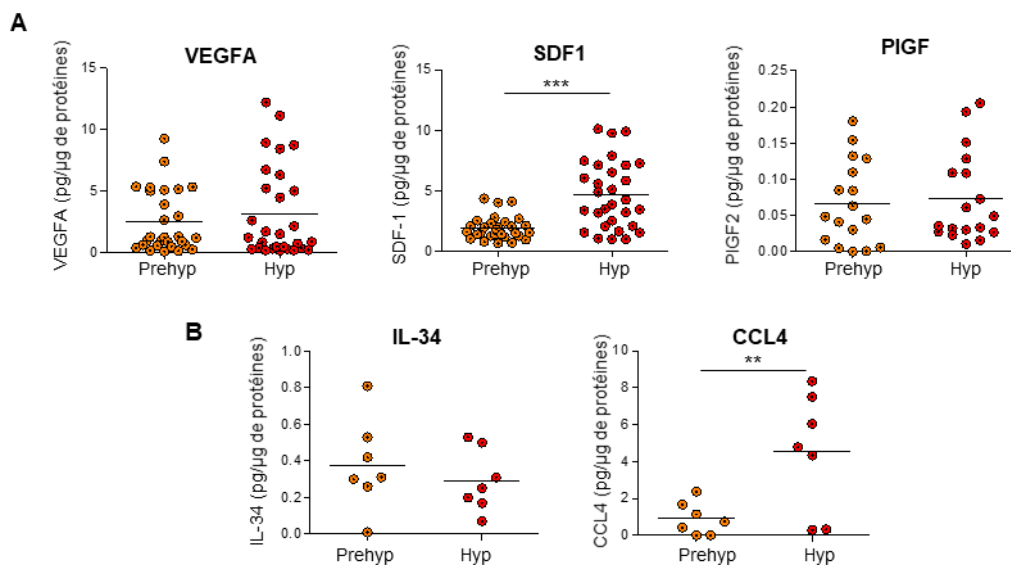 A
VEGFA
VEGFA (pg/µg de protéines)
15
10
5
0
Prehyp
Hyp
SDF1
SDF-1 (pg/µg de protéines)
15
10
5
0
***
Prehyp
Hyp
PIGF
PIGF2 (pg/µg de protéines)
0.25
0.20
0.15
0.10
0.05
0.00
Prehyp
Hyp
B
IL-34
IL-34 (pg/µg de protéines)
1.0
0.8
0.6
0.4
0.2
0.0
Prehyp
Hyp
CCL4
CCL4 (pg/µg de protéines)
10
8
6
4
2
0
**
Prehyp
Hyp